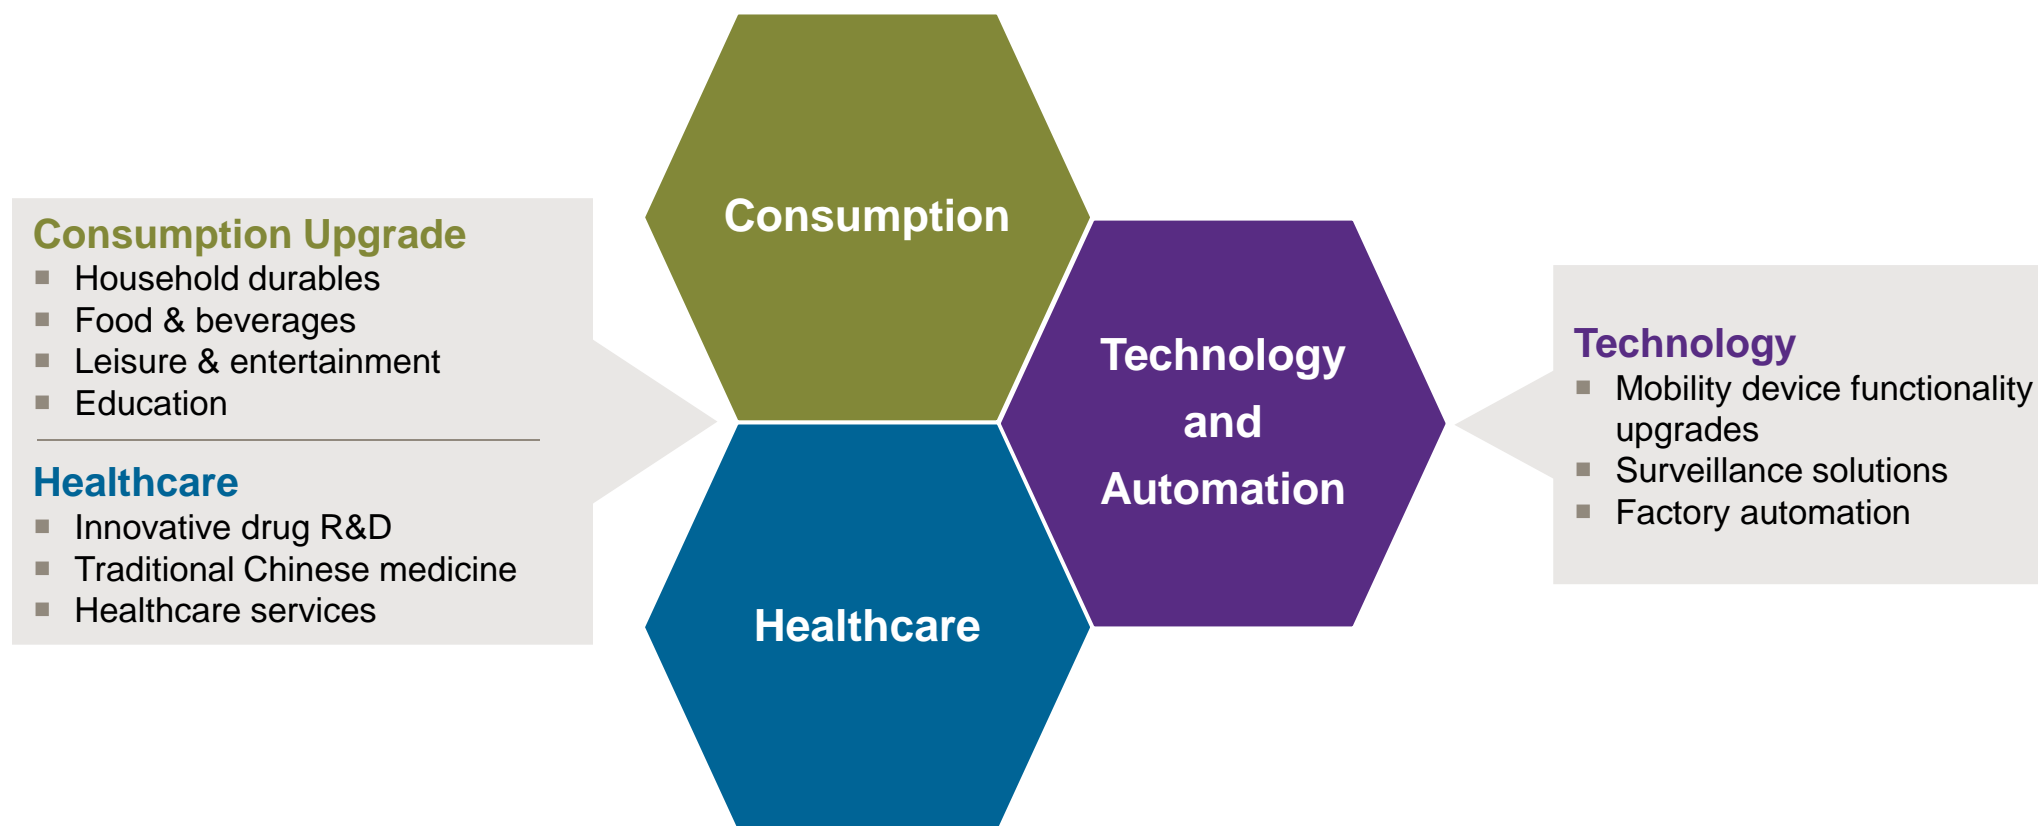 Consumption Upgrade
Household durables
Food & beverages
Leisure & entertainment
Education
Healthcare
Innovative drug R&D
Traditional Chinese medicine
Healthcare services
Consumption
Technology
and
Automation
Healthcare
Technology
Mobility device functionality
upgrades
Surveillance solutions
Factory automation